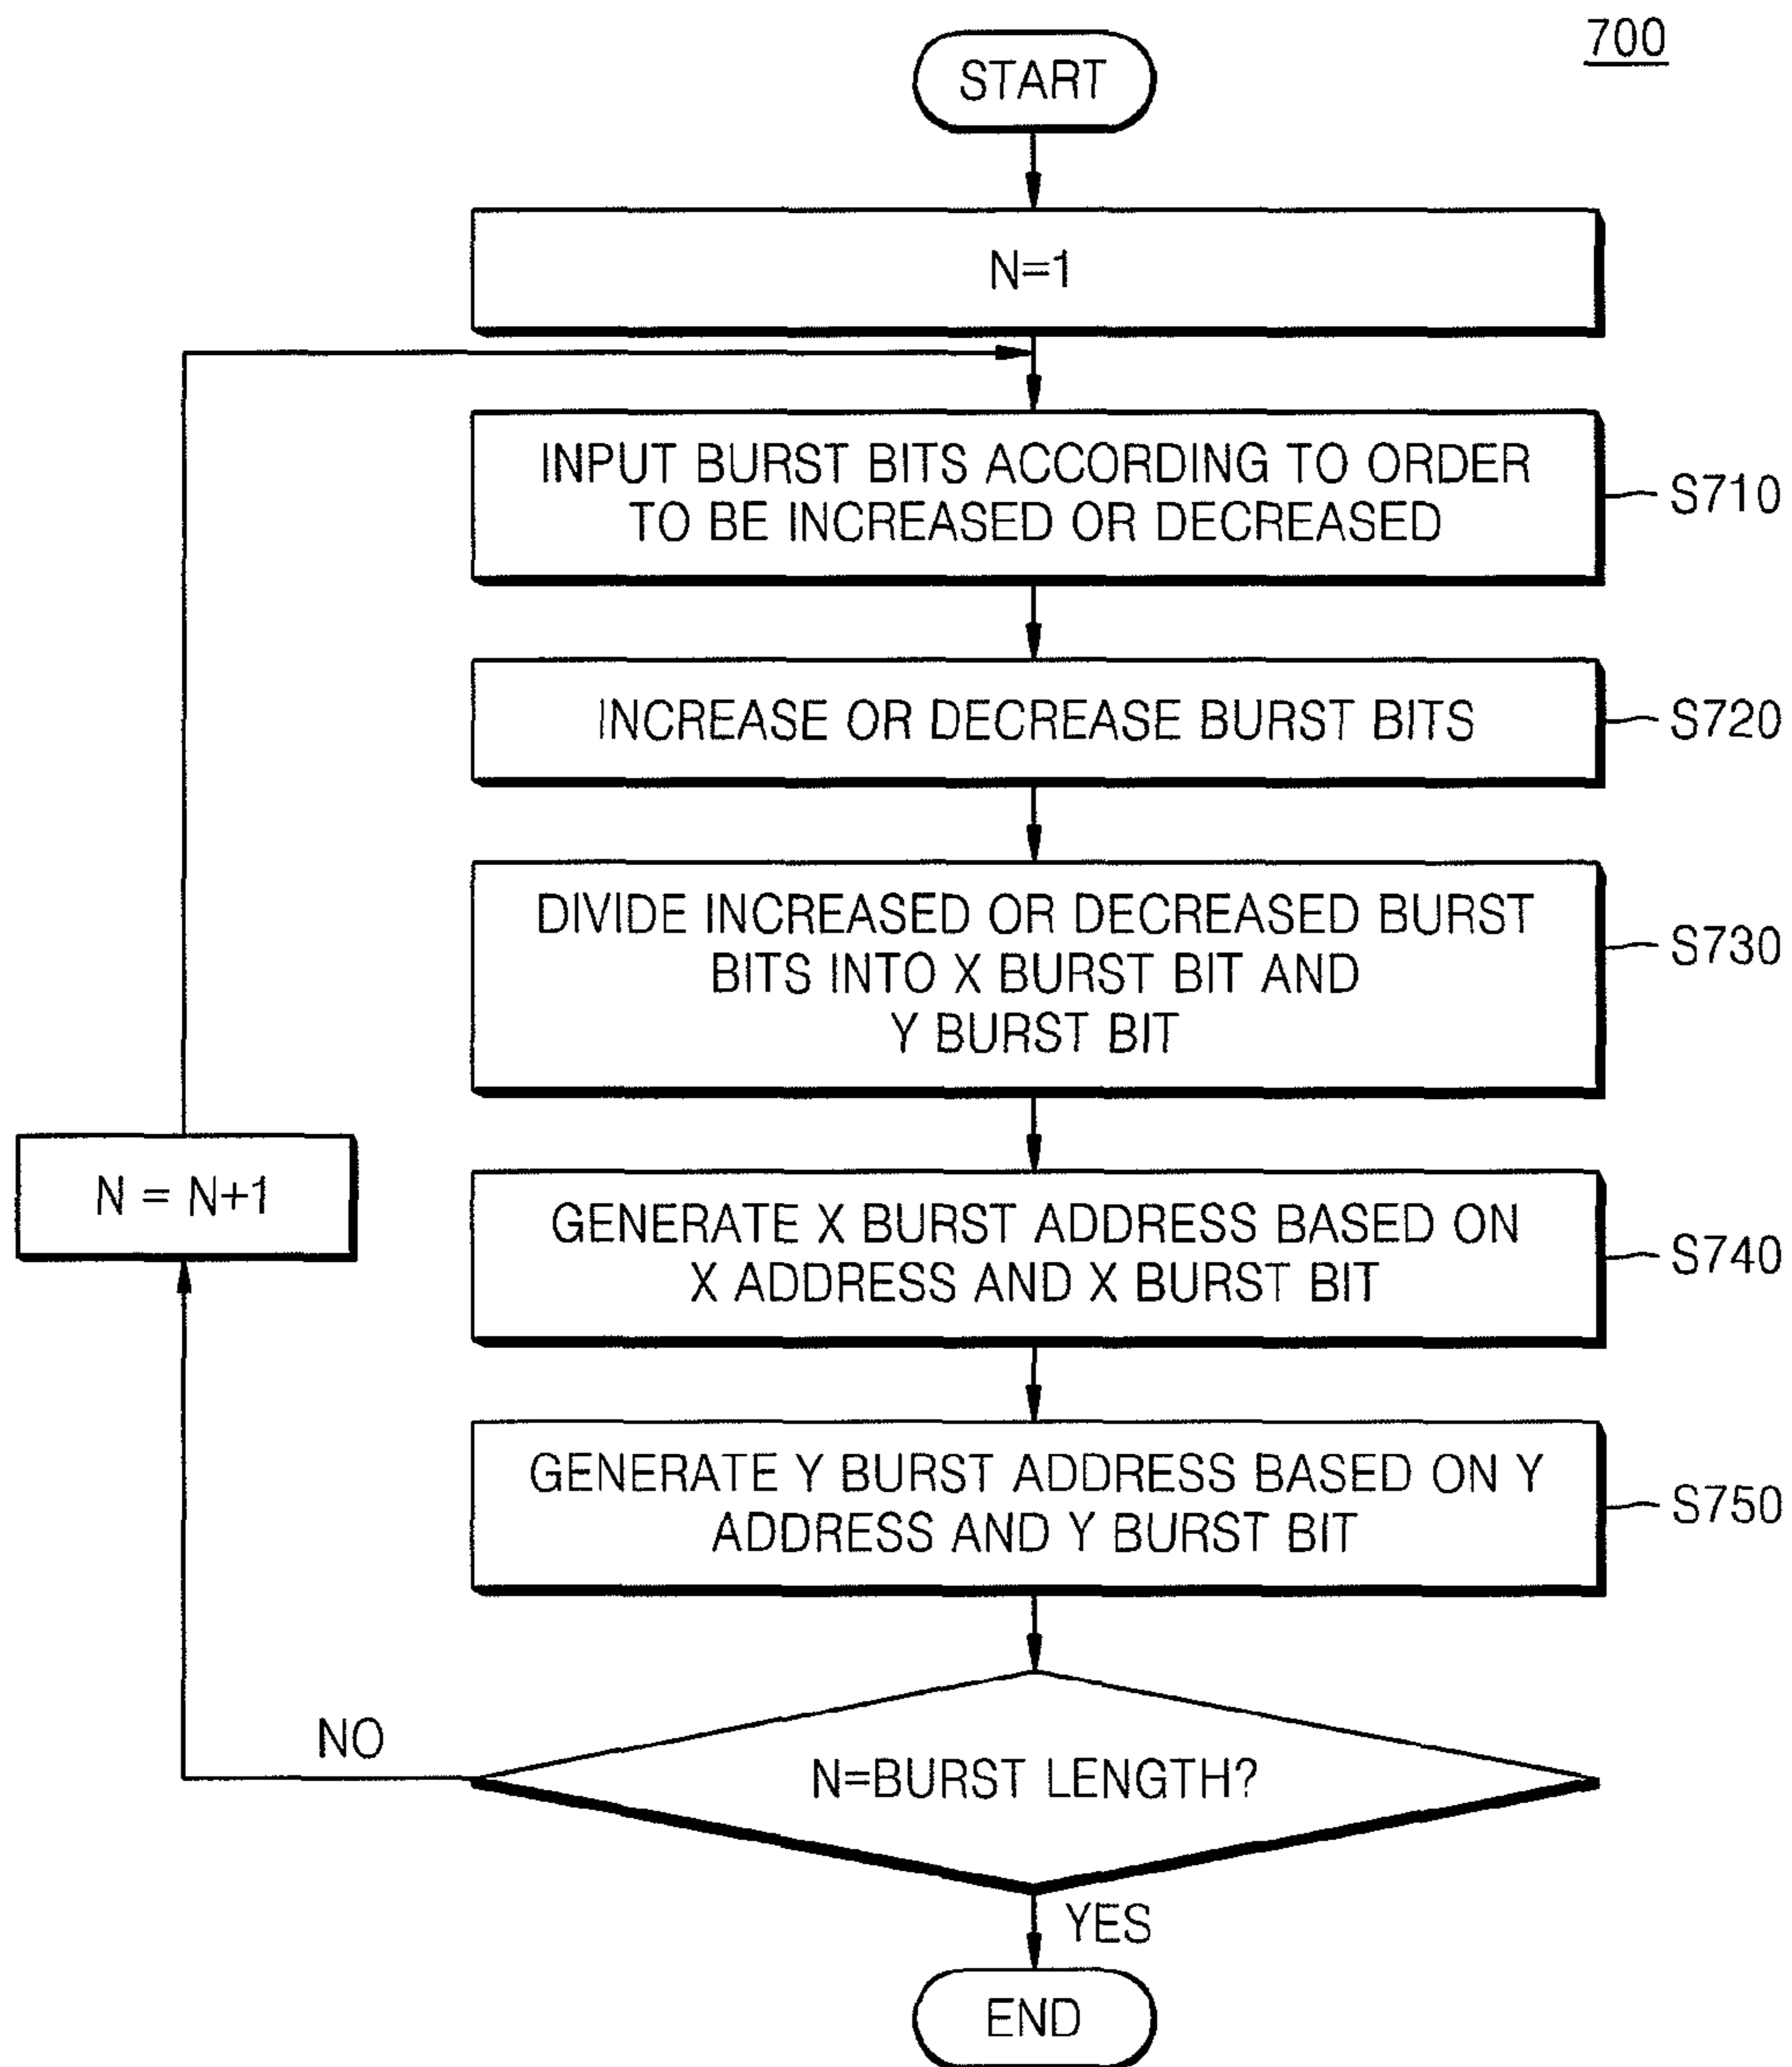 700
START
N=1
INPUT BURST BITS ACCORDING TO ORDER
TO BE INCREASED OR DECREASED
S710
INCREASE OR DECREASE BURST BITS
S720
DIVIDE INCREASED OR DECREASED BURST
BITS INTO X BURST BIT AND
Y BURST BIT
S730
N = N+1
GENERATE X BURST ADDRESS BASED ON
X ADDRESS AND X BURST BIT
S740
GENERATE Y BURST ADDRESS BASED ON Y
ADDRESS AND Y BURST BIT
S750
NO
N=BURST LENGTH?
YES
END